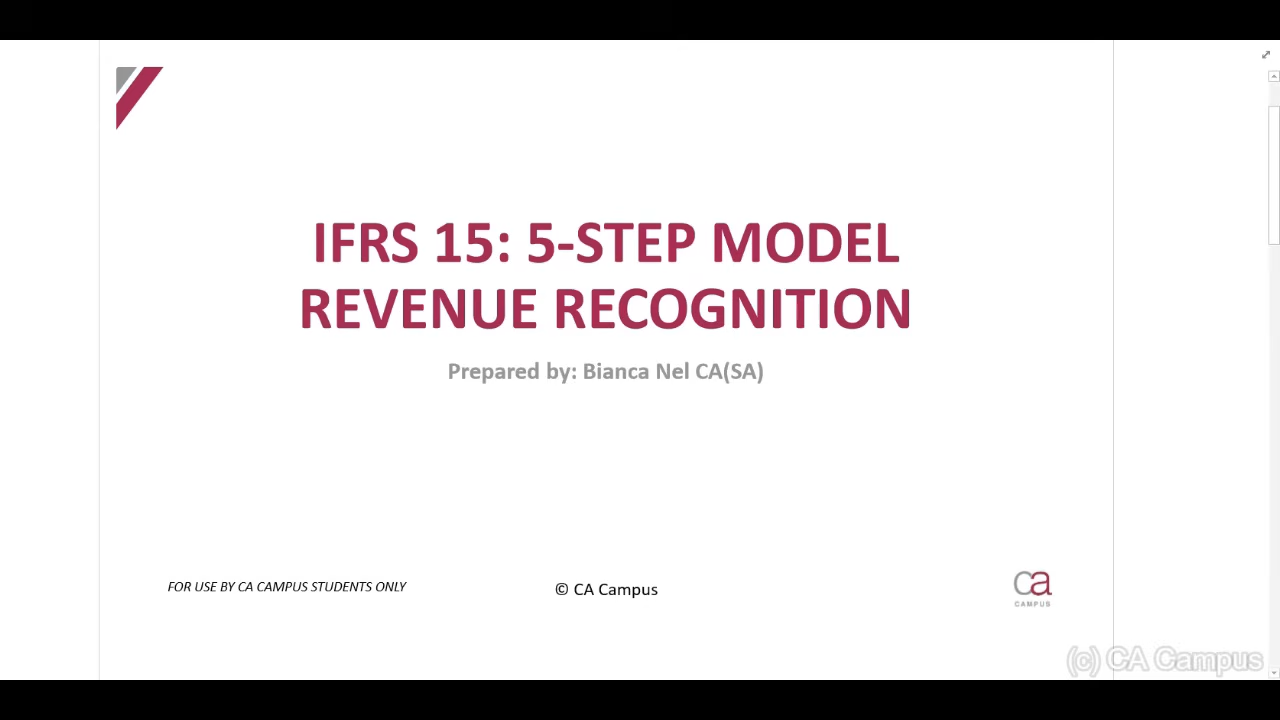 IFRS 15: 5-STEP MODEL
REVENUE RECOGNITION
Prepared by: Bianca Nel CA(SA)
FOR USE BY CA CAMPUS STUDENTS ONLY
© CA Campus
ca
CAMPUS
(c) CA Campus